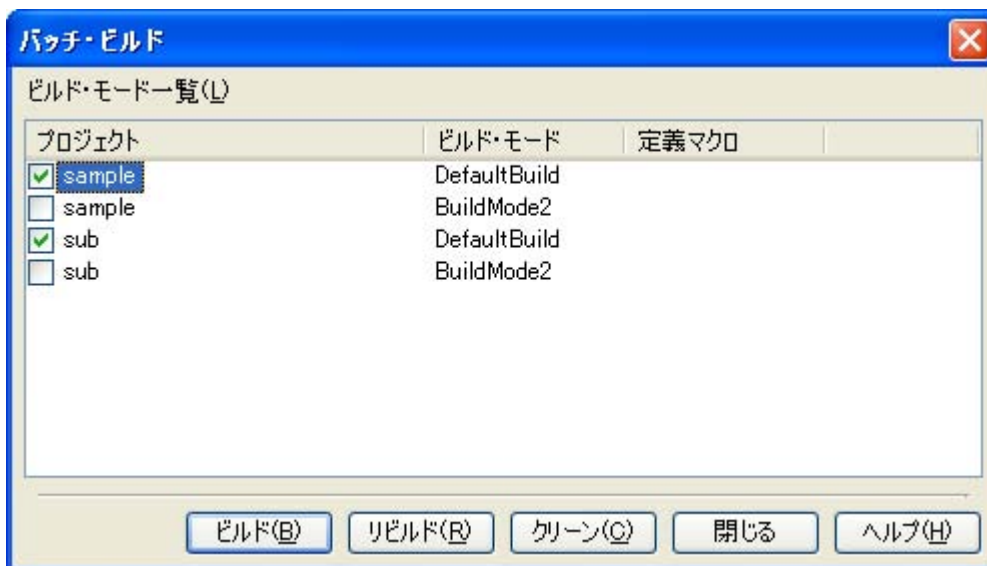 バッチ・ビルド
ビルド・モード一覧(L)
プロジェクト ビルド・モード 定義マクロ
sample DefaultBuild
sample BuildMode2
sub DefaultBuild
sub BuildMode2
ビルド(B) リビルド(R) クリーン(C) 閉じる ヘルプ(H)